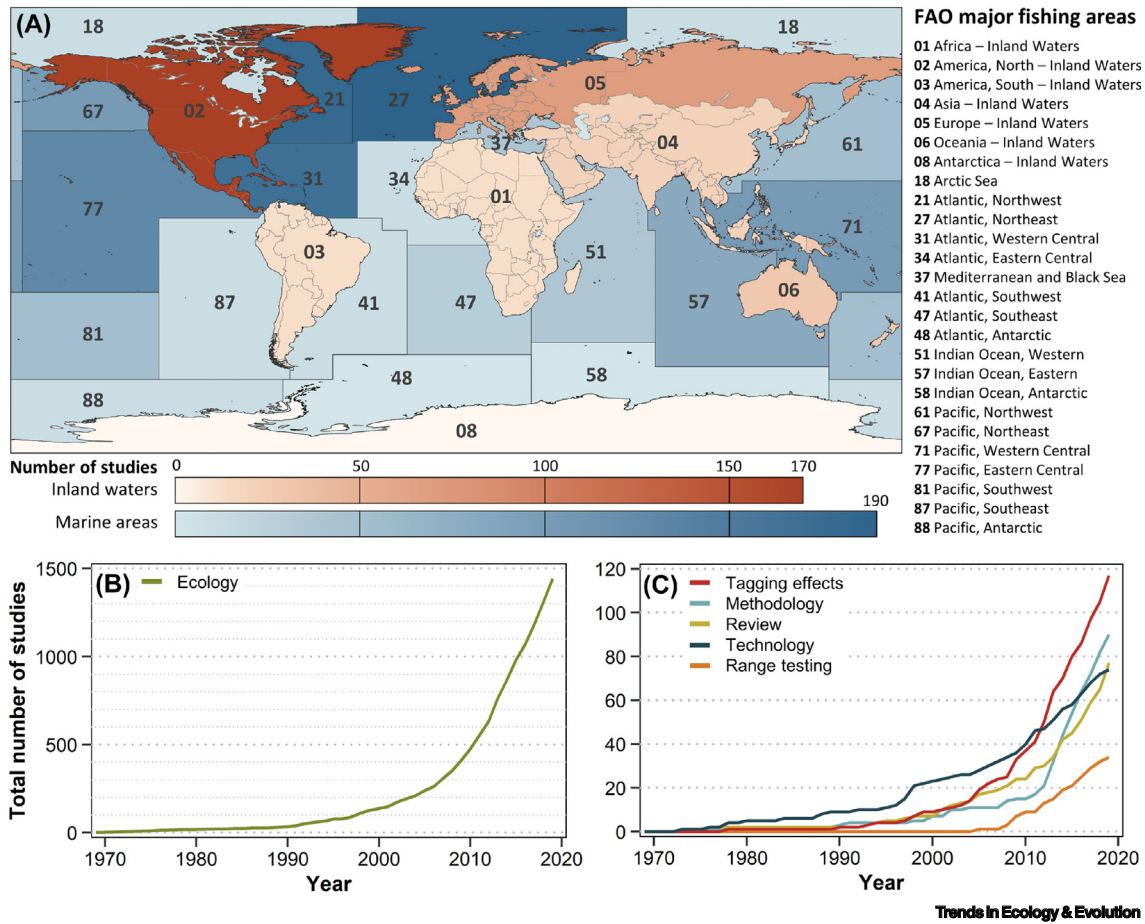 (A)
18
18
67
02
21
27
05
37
04
61
77
31
34
01
71
03
51
87
41
47
57
06
81
48
58
88
08
FAO major fishing areas
01 Africa – Inland Waters
02 America, North – Inland Waters
03 America, South – Inland Waters
04 Asia – Inland Waters
05 Europe – Inland Waters
06 Oceania – Inland Waters
08 Antarctica – Inland Waters
18 Arctic Sea
21 Atlantic, Northwest
27 Atlantic, Northeast
31 Atlantic, Western Central
34 Atlantic, Eastern Central
37 Mediterranean and Black Sea
41 Atlantic, Southwest
47 Atlantic, Southeast
48 Atlantic, Antarctic
51 Indian Ocean, Western
57 Indian Ocean, Eastern
58 Indian Ocean, Antarctic
61 Pacific, Northwest
67 Pacific, Northeast
71 Pacific, Western Central
77 Pacific, Eastern Central
81 Pacific, Southwest
87 Pacific, Southeast
88 Pacific, Antarctic
Number of studies 0 50 100 150 170
Inland waters
190
Marine areas
(B)
Ecology
Total number of studies
1500
1000
500
0
1970 1980 1990 2000 2010 2020
Year
(C)
Tagging effects
Methodology
Review
Technology
Range testing
120
100
80
60
40
20
0
1970 1980 1990 2000 2010 2020
Year
Trends in Ecology & Evolution